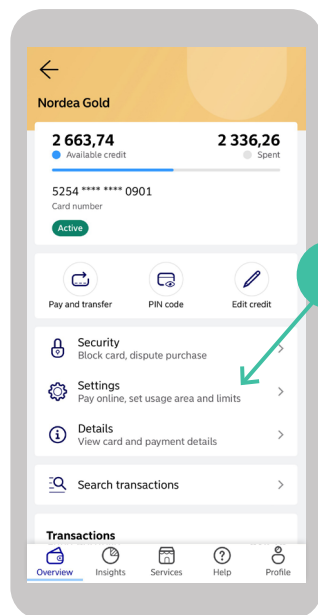 Nordea Gold
2 663,74 2 336,26
Available credit Spent
5254 **** **** 0901
Card number
Active
Pay and transfer PIN code Edit credit
Security
Block card, dispute purchase
Settings
Pay online, set usage area and limits
Details
View card and payment details
Search transactions
Transactions
Overview Insights Services Help Profile